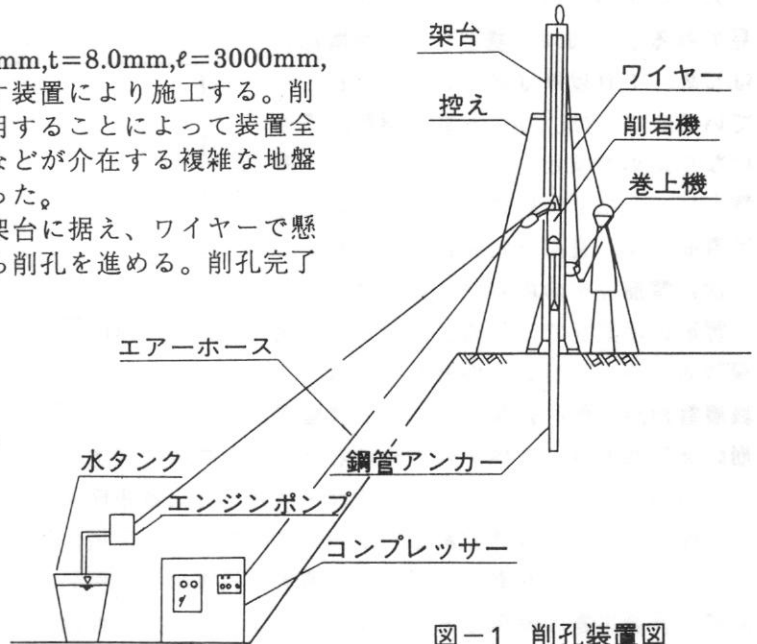 mm,t=8.0mm,ℓ=3000mm,
装置により施工する。削
することによって装置全
などが介在する複雑な地盤
った。
架台に据え、ワイヤーで懸
ら削孔を進める。削孔完了
架台
ワイヤー
控え
削岩機
巻上機
エアーホース
水タンク
鋼管アンカー
エンジンポンプ
コンプレッサー
図－1 削孔装置図